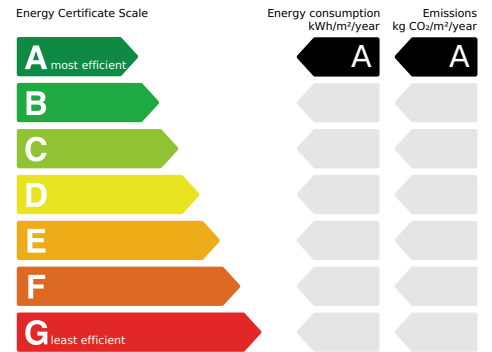 Energy Certificate Scale
Energy consumption
kWh/m²/year
Emissions
kg CO₂/m²/year
A most efficient
A
A
B
C
D
E
F
G least efficient